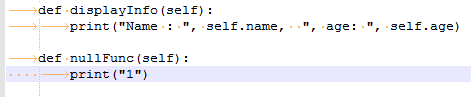 def displayInfo(self):
print("Name : ", self.name,  ", age: ", self.age)
def nullFunc(self):
print("1")